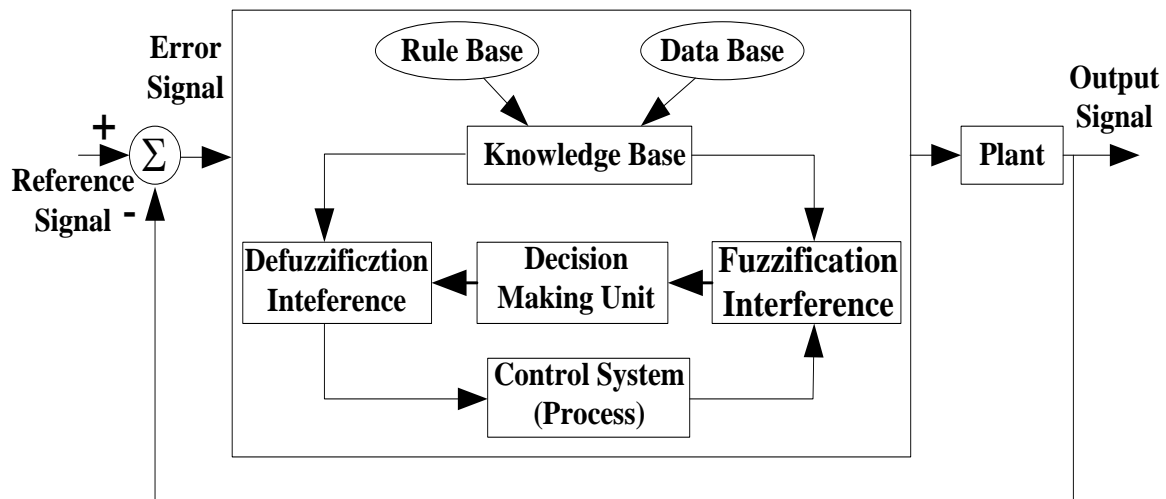 Error
Signal
Rule Base
Data Base
Output
Signal
+
Σ
Knowledge Base
Plant
Reference
Signal -
Defuzzificztion
Inteference
Decision
Making Unit
Fuzzification
Interference
Control System
(Process)